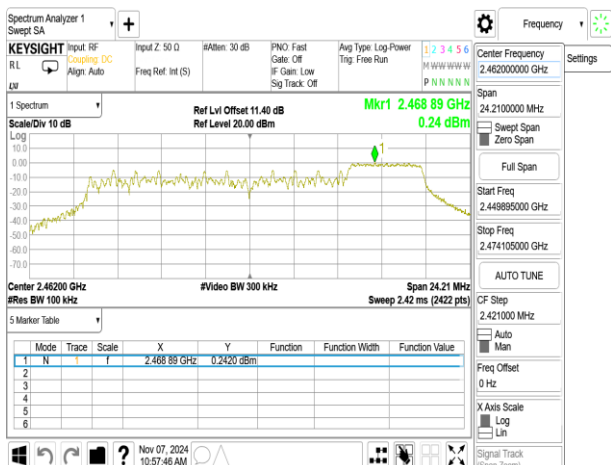 Spectrum Analyzer 1
Swept SA
+
Frequency
KEYSIGHT Input: RF Input Z: 50 Ω #Atten: 30 dB PNO: Fast Avg Type: Log-Power 1 2 3 4 5 6
RL Coupling: DC Gate: Off Trig: Free Run M W W W W W
Align: Auto Freq Ref: Int (S) IF Gain: Low
LXI Sig Track: Off P N N N N N
1 Spectrum Ref Lvl Offset 11.40 dB Mkr1 2.468 89 GHz
Scale/Div 10 dB Ref Level 20.00 dBm 0.24 dBm
Log
10.0
0.00
-10.0
-20.0
-30.0
-40.0
-50.0
-60.0
-70.0
1
Center 2.46200 GHz #Video BW 300 kHz Span 24.21 MHz
#Res BW 100 kHz Sweep 2.42 ms (2422 pts)
5 Marker Table
Mode Trace Scale X Y Function Function Width Function Value
1 N 1 f 2.468 89 GHz 0.2420 dBm
2
3
4
5
6
Nov 07, 2024
10:57:46 AM
?
Center Frequency
2.462000000 GHz
Settings
Span
24.2100000 MHz
Swept Span
Zero Span
Full Span
Start Freq
2.449895000 GHz
Stop Freq
2.474105000 GHz
AUTO TUNE
CF Step
2.421000 MHz
Auto
Man
Freq Offset
0 Hz
X Axis Scale
Log
Lin
Signal Track
(Span Zoom)